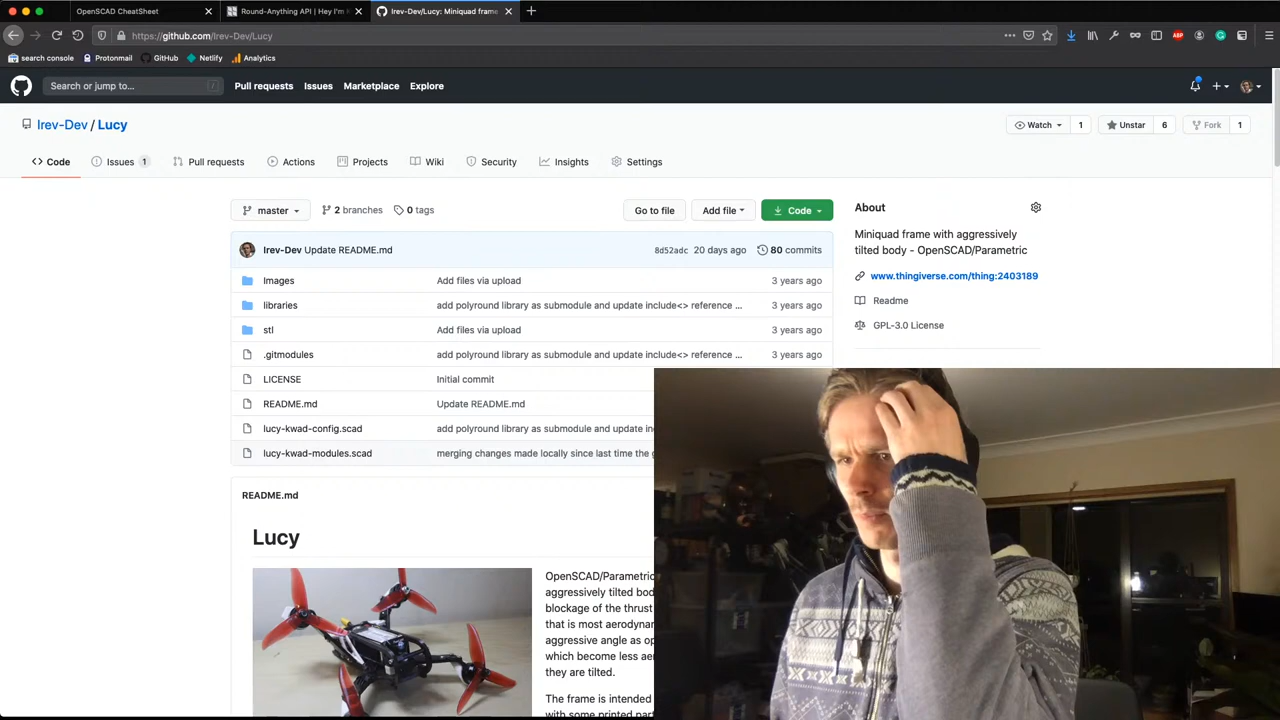 OpenSCAD CheatSheet
Round-Anything API | Hey I'm
Irev-Dev/Lucy: Miniquad frame
https://github.com/Irev-Dev/Lucy
search console
Protonmail
GitHub
Netlify
Analytics
Search or jump to...
/
Pull requests
Issues
Marketplace
Explore
Irev-Dev / Lucy
Watch 1
Unstar 6
Fork 1
Code
Issues 1
Pull requests
Actions
Projects
Wiki
Security
Insights
Settings
master
2 branches
0 tags
Go to file
Add file
Code
Irev-Dev Update README.md
8d52adc 20 days ago
80 commits
Images Add files via upload 3 years ago
libraries add polyround library as submodule and update include<> reference ... 3 years ago
stl Add files via upload 3 years ago
.gitmodules add polyround library as submodule and update include<> reference ... 3 years ago
LICENSE Initial commit
README.md Update README.md
lucy-kwad-config.scad add polyround library as submodule and update
lucy-kwad-modules.scad merging changes made locally since last time the
About
Miniquad frame with aggressively
tilted body - OpenSCAD/Parametric
www.thingiverse.com/thing:2403189
Readme
GPL-3.0 License
README.md
Lucy
OpenSCAD/Parametric
aggressively tilted
blockage of the thrust
that is most
aggressive angle as
which become less
they are tilted.
The frame is intended
with some printed